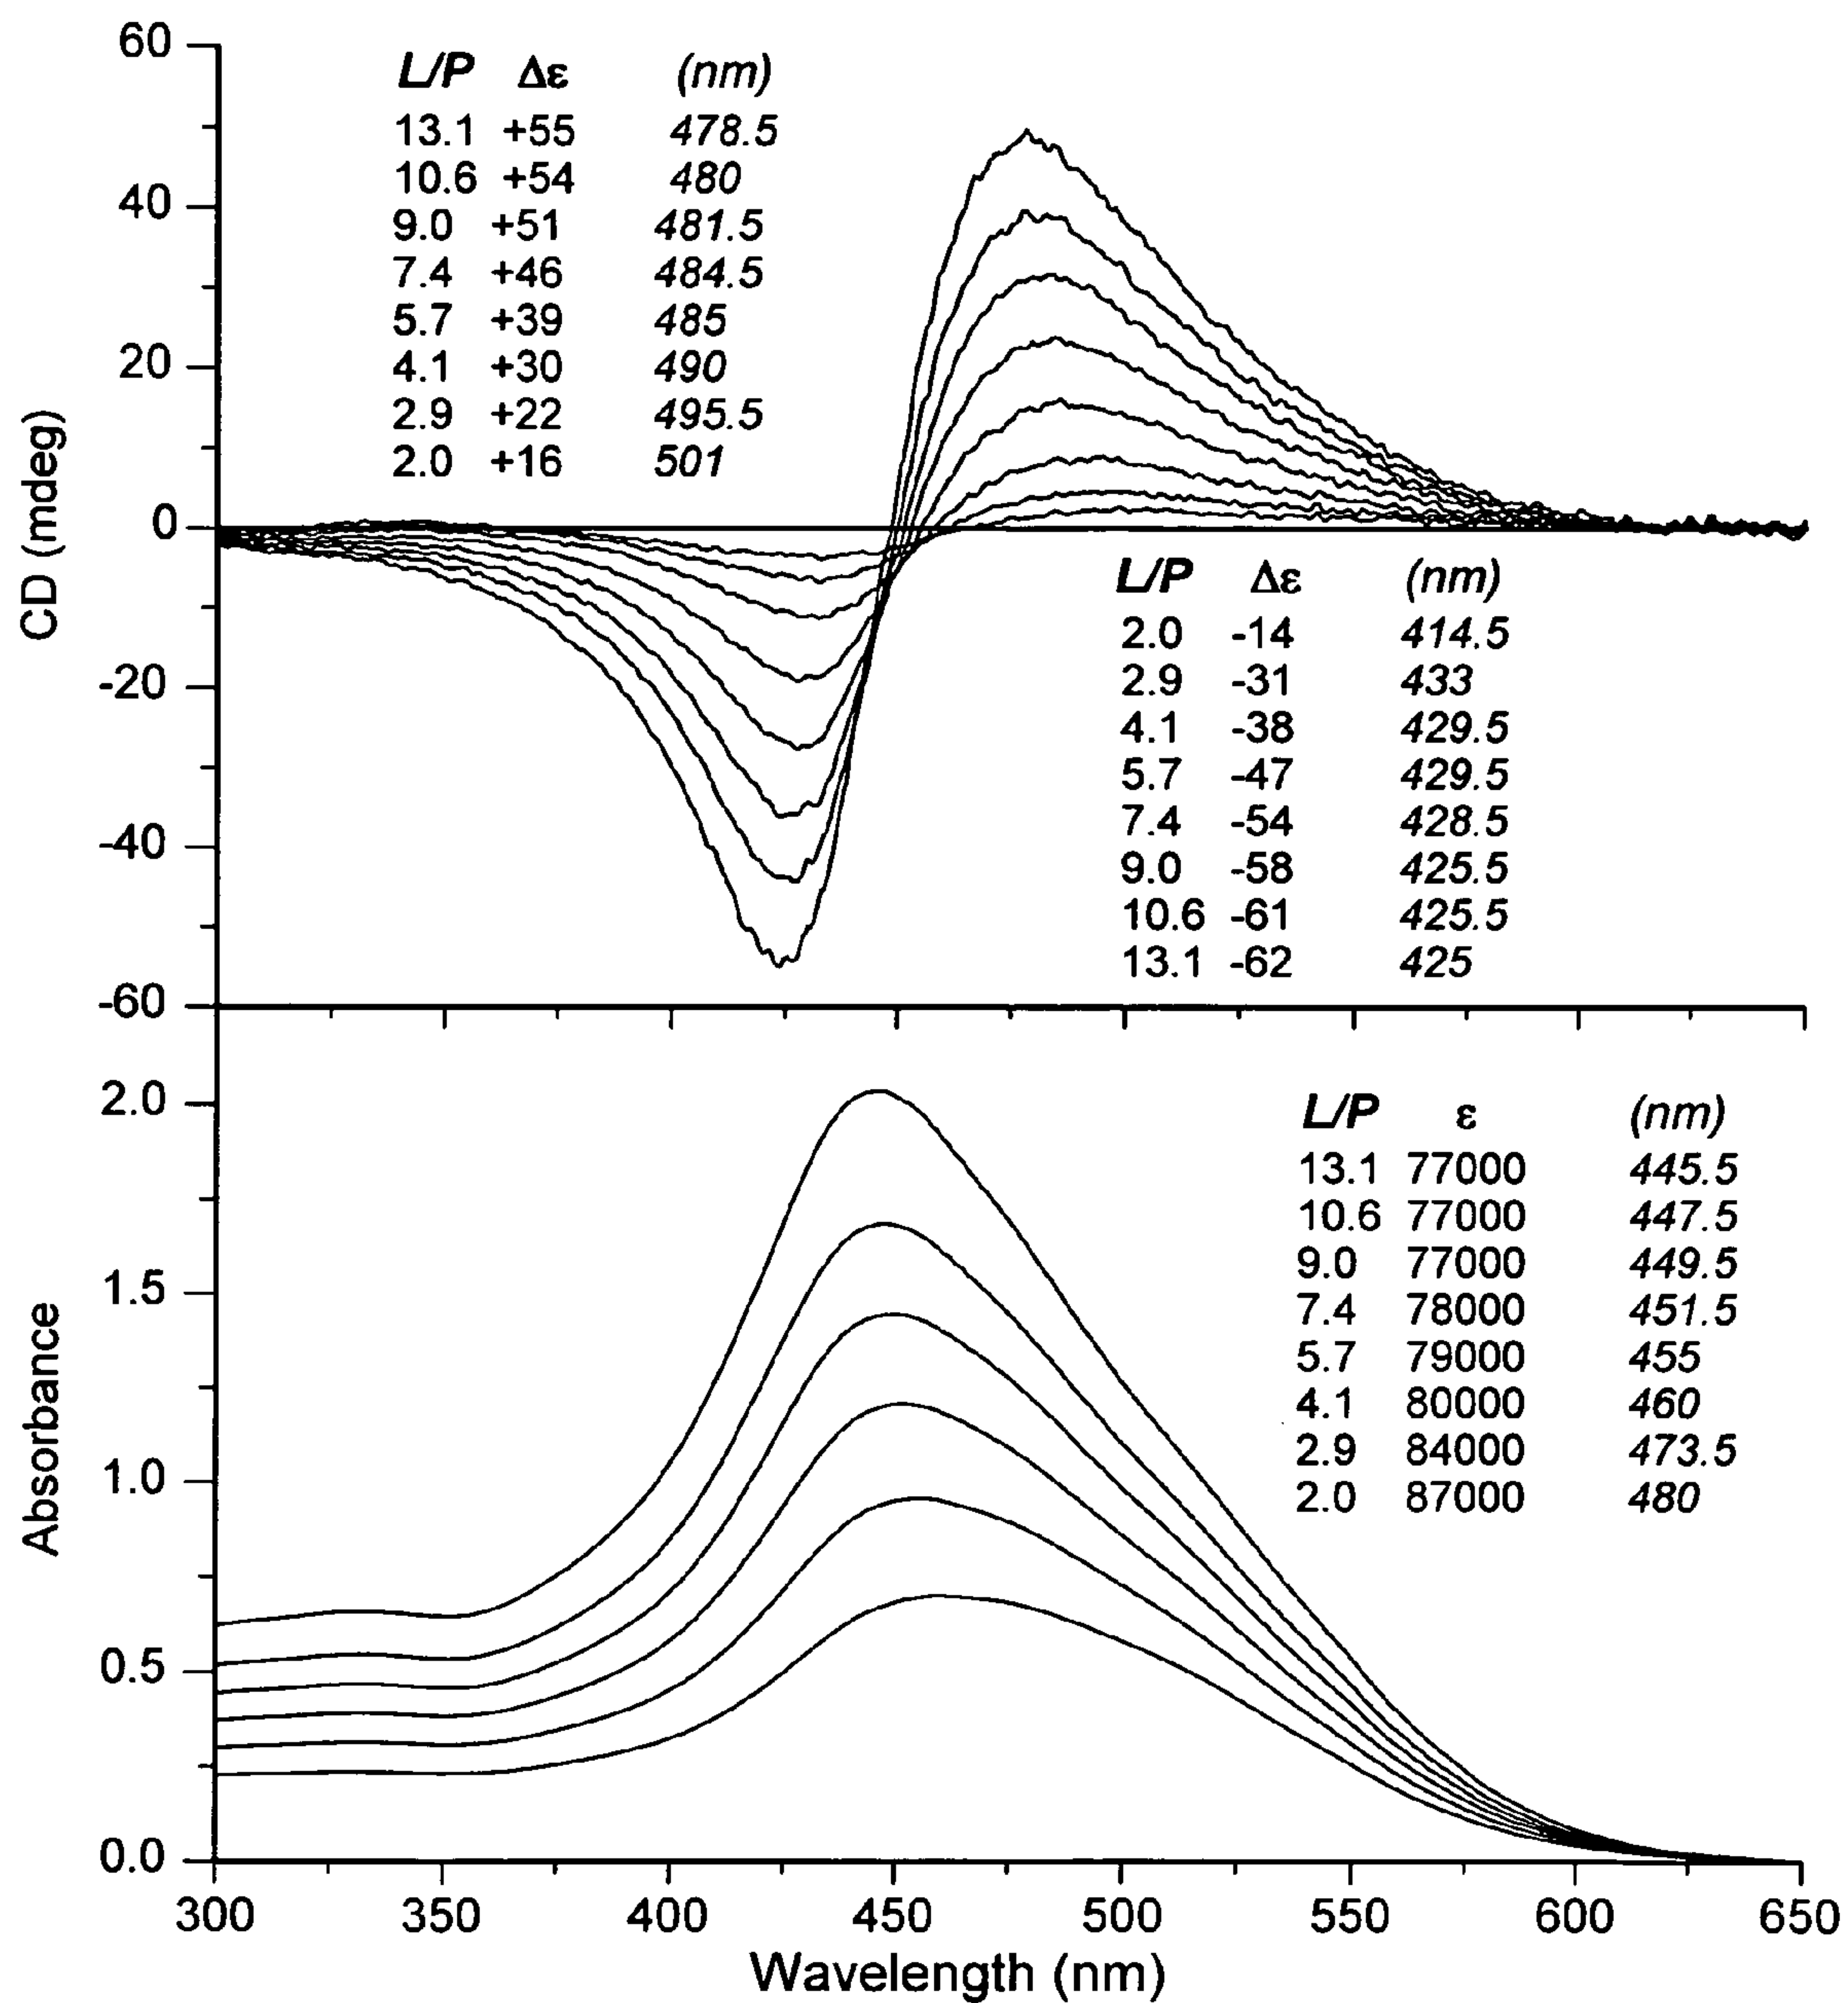 60
40
20
0
-20
-40
-60
CD (mdeg)
L/P Δε (nm)
13.1 +55 478.5
10.6 +54 480
9.0 +51 481.5
7.4 +46 484.5
5.7 +39 485
4.1 +30 490
2.9 +22 495.5
2.0 +16 501
L/P Δε (nm)
2.0 -14 414.5
2.9 -31 433
4.1 -38 429.5
5.7 -47 429.5
7.4 -54 428.5
9.0 -58 425.5
10.6 -61 425.5
13.1 -62 425
2.0
1.5
1.0
0.5
0.0
Absorbance
L/P ε (nm)
13.1 77000 445.5
10.6 77000 447.5
9.0 77000 449.5
7.4 78000 451.5
5.7 79000 455
4.1 80000 460
2.9 84000 473.5
2.0 87000 480
300 350 400 450 500 550 600 650
Wavelength (nm)